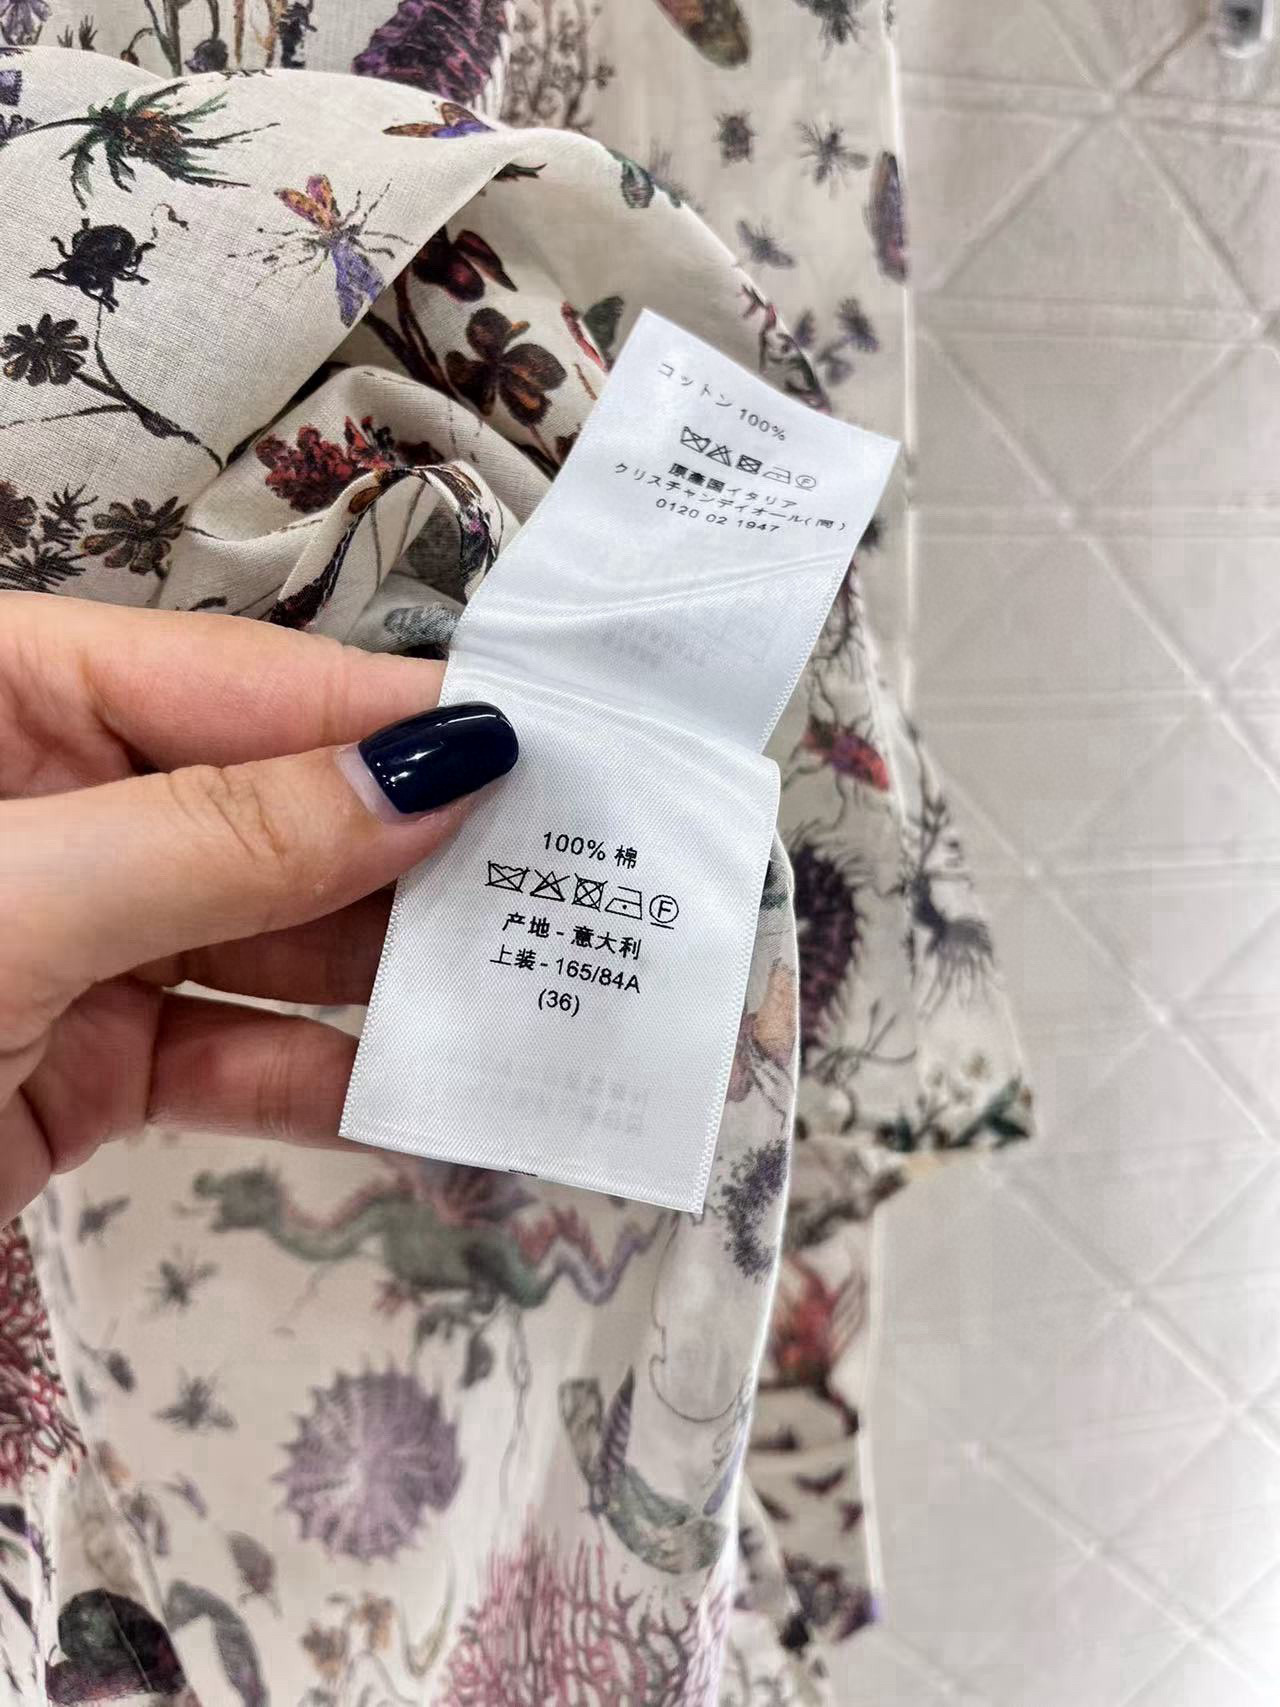 コットン 100%
F
原産国イタリア
クリスチャンディオール(同)
0120 02 1947
100% 棉
F
产地 - 意大利
上装 - 165/84A
(36)